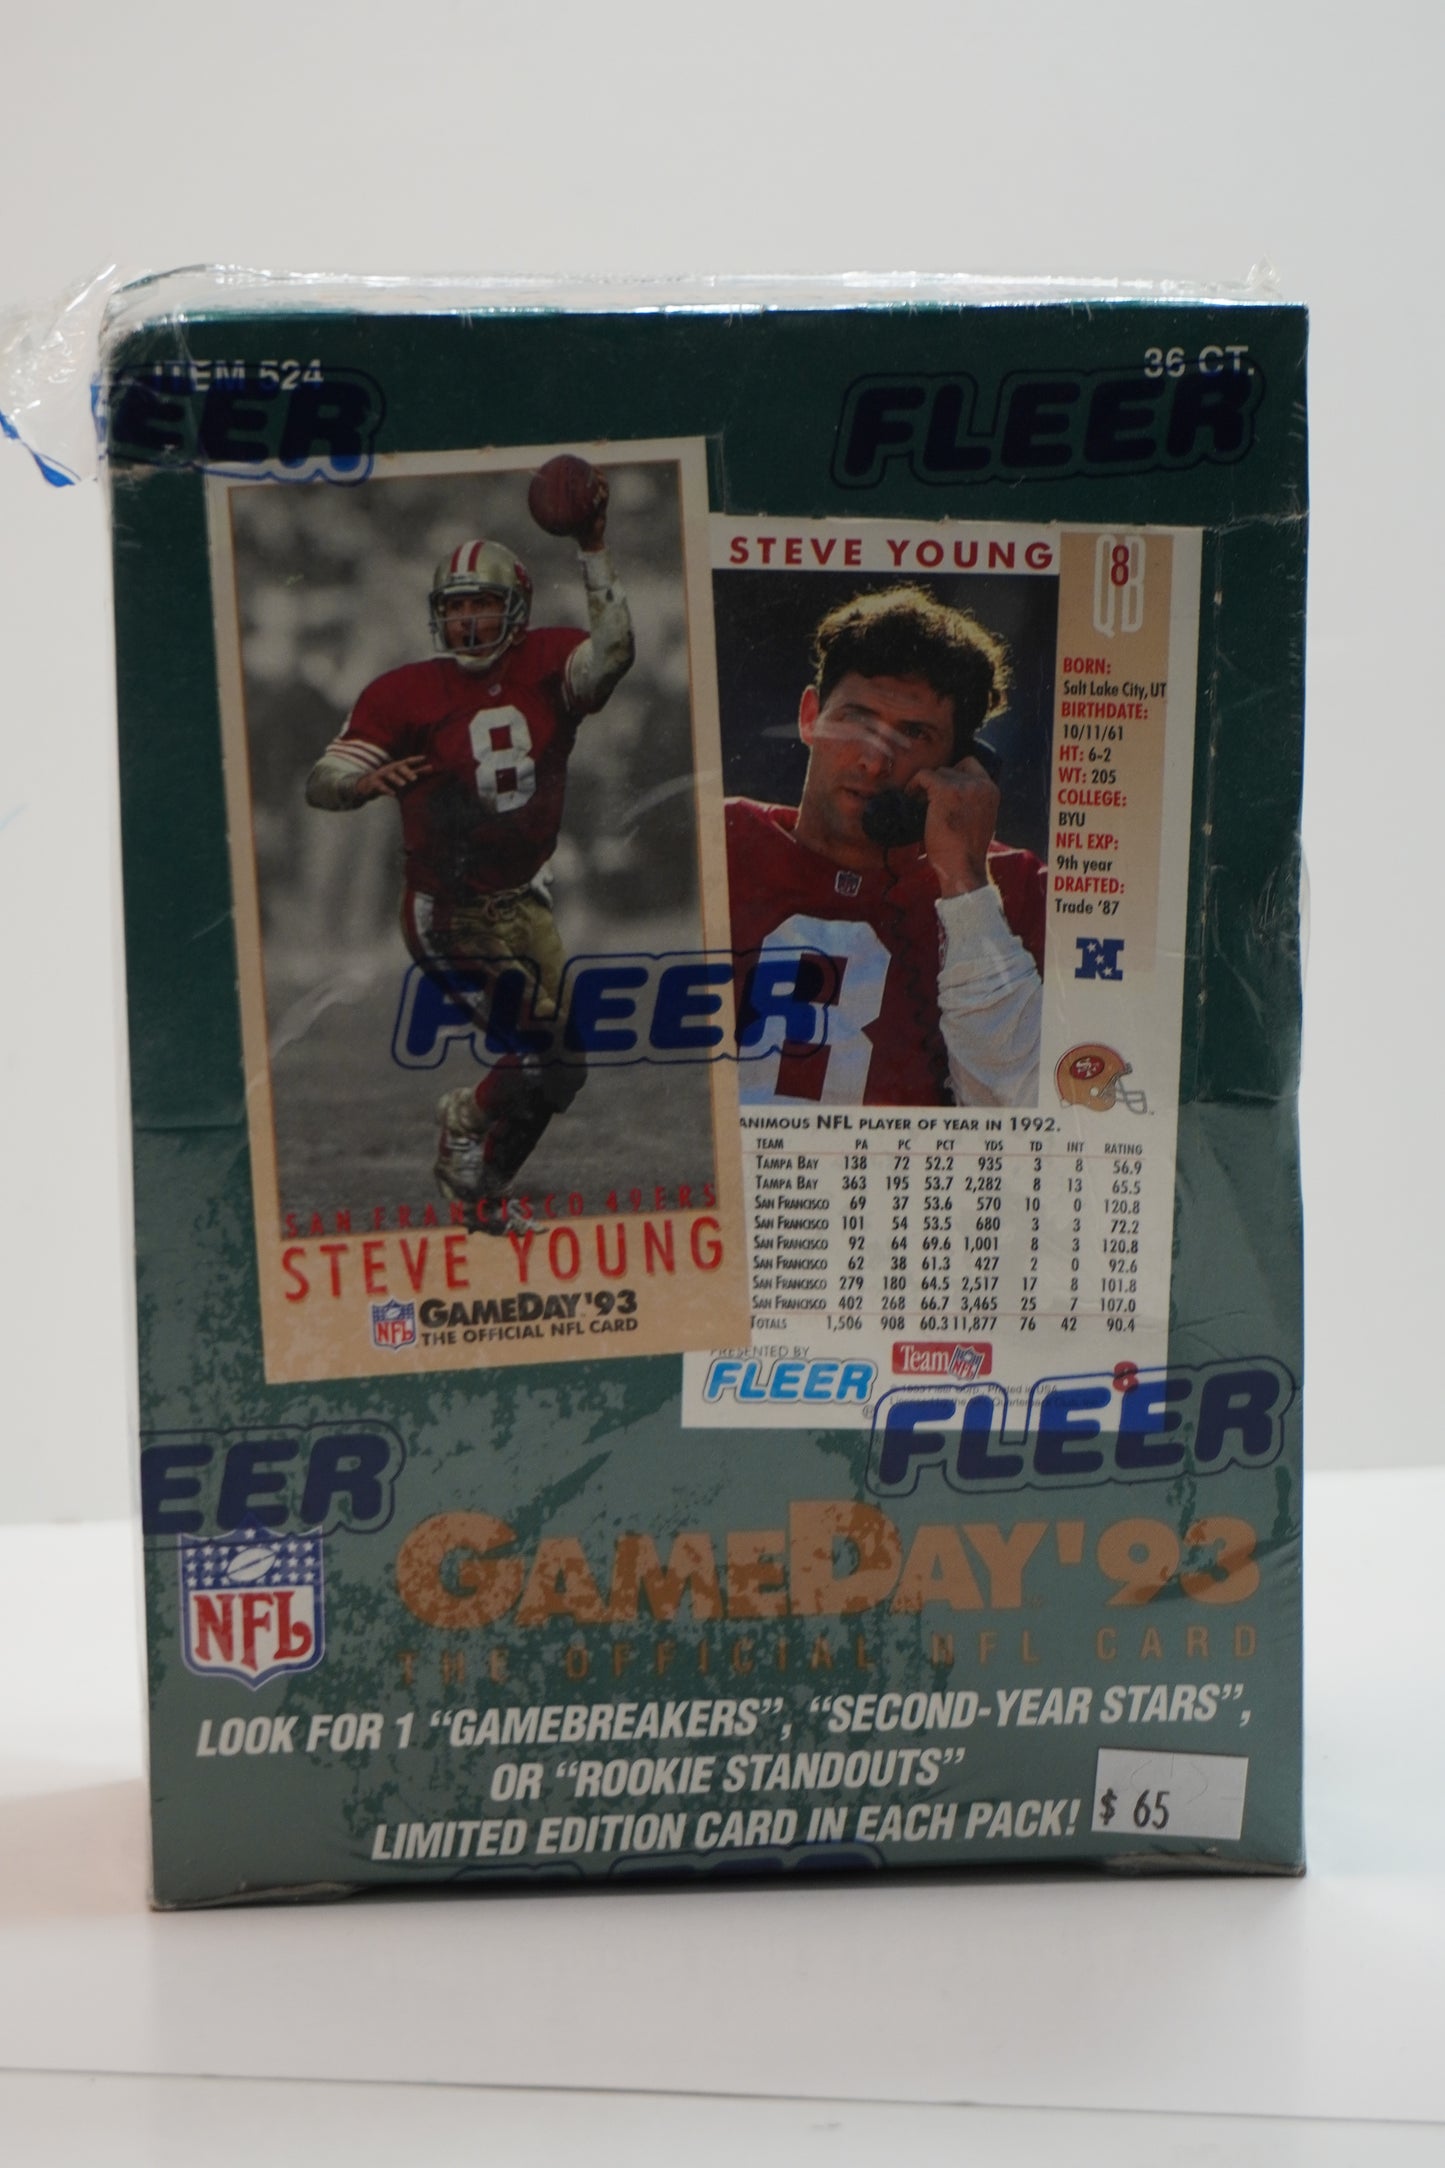 ITEM 524
36 CT.
EER
FLEER
STEVE YOUNG
8
QB
BORN:
Salt Lake City, UT
BIRTHDATE:
10/11/61
HT: 6-2
WT: 205
COLLEGE:
BYU
NFL EXP:
9th year
DRAFTED:
Trade '87
N
8
8
FLEER
ANIMOUS NFL PLAYER OF YEAR IN 1992.
TEAM PA PC PCT YDS TD INT RATING
TAMPA BAY 138 72 52.2 935 3 8 56.9
TAMPA BAY 363 195 53.7 2,282 8 13 65.5
SAN FRANCISCO 69 37 53.6 570 10 0 120.8
SAN FRANCISCO 101 54 53.5 680 3 3 72.2
SAN FRANCISCO 92 64 69.6 1,001 8 3 120.8
SAN FRANCISCO 62 38 61.3 427 2 0 92.6
SAN FRANCISCO 279 180 64.5 2,517 17 8 101.8
SAN FRANCISCO 402 268 66.7 3,465 25 7 107.0
TOTALS 1,506 908 60.3 11,877 76 42 90.4
SAN FRANCISCO 49ERS
STEVE YOUNG
NFL GAMEDAY '93
THE OFFICIAL NFL CARD
PRESENTED BY
FLEER
Team NFL
8
FLEER
EER
NFL
GAMEDAY '93
THE OFFICIAL NFL CARD
LOOK FOR 1 "GAMEBREAKERS", "SECOND-YEAR STARS",
OR "ROOKIE STANDOUTS"
LIMITED EDITION CARD IN EACH PACK!
$ 65